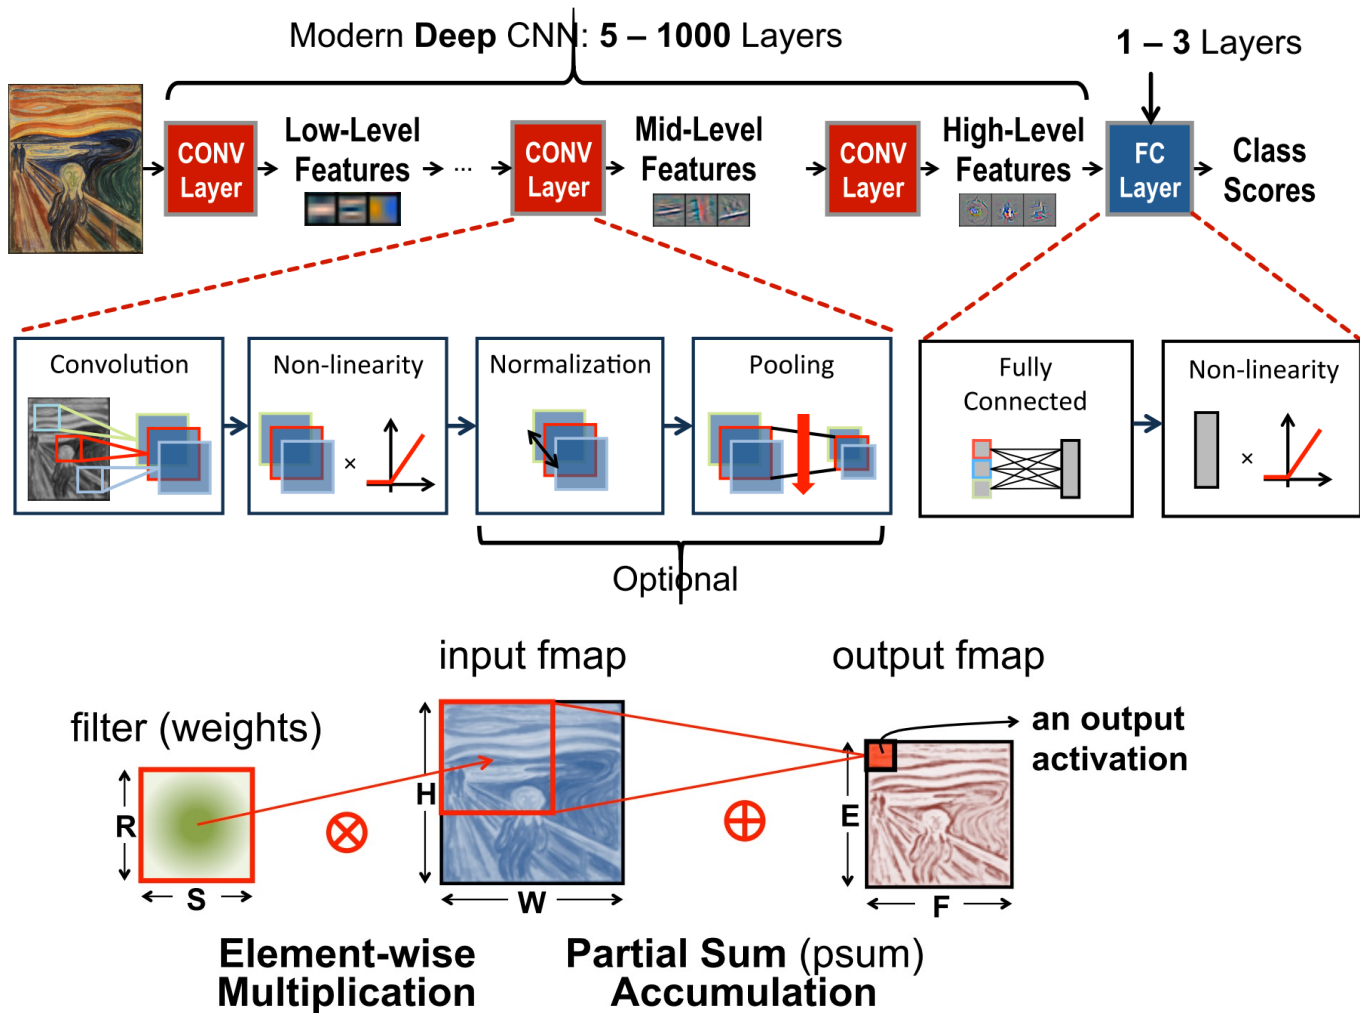 Modern Deep CNN: 5 – 1000 Layers
1 – 3 Layers
CONV
Layer
Low-Level
Features
...
CONV
Layer
Mid-Level
Features
CONV
Layer
High-Level
Features
FC
Layer
Class
Scores
Convolution
Non-linearity
×
Normalization
Pooling
Fully
Connected
Non-linearity
×
Optional
input fmap
output fmap
filter (weights)
an output
activation
R
S
H
W
E
F
Element-wise
Multiplication
Partial Sum (psum)
Accumulation